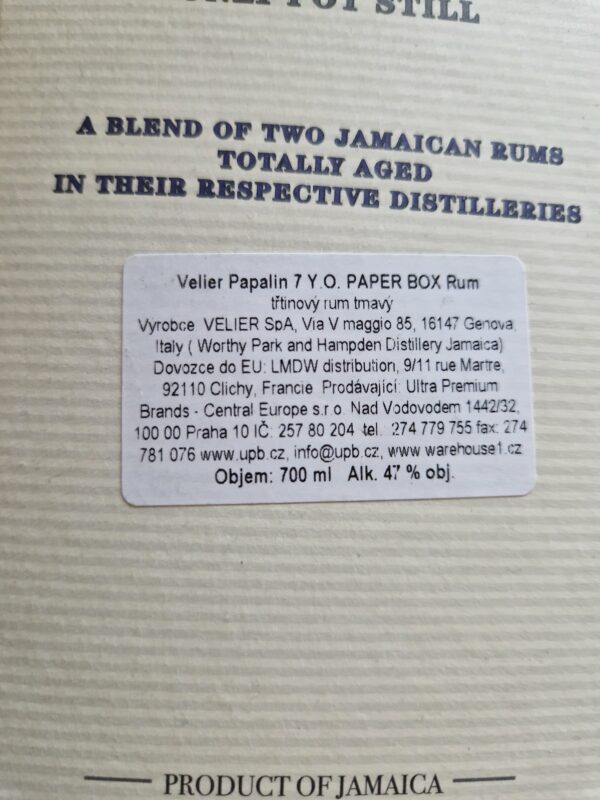 POT STILL
A BLEND OF TWO JAMAICAN RUMS
TOTALLY AGED
IN THEIR RESPECTIVE DISTILLERIES
Velier Papalin 7 Y.O. PAPER BOX Rum
třtinový rum tmavý
Vyrobce VELIER SpA, Via V maggio 85, 16147 Genova,
Italy ( Worthy Park and Hampden Distillery Jamaica)
Dovozce do EU: LMDW distribution, 9/11 rue Martre,
92110 Clichy, Francie Prodávající: Ultra Premium
Brands - Central Europe s.r.o. Nad Vodovodem 1442/32,
100 00 Praha 10 IČ: 257 80 204 tel. 274 779 755 fax: 274
781 076 www.upb.cz, info@upb.cz, www warehouse1.cz
Objem: 700 ml Alk. 47 % obj.
PRODUCT OF JAMAICA